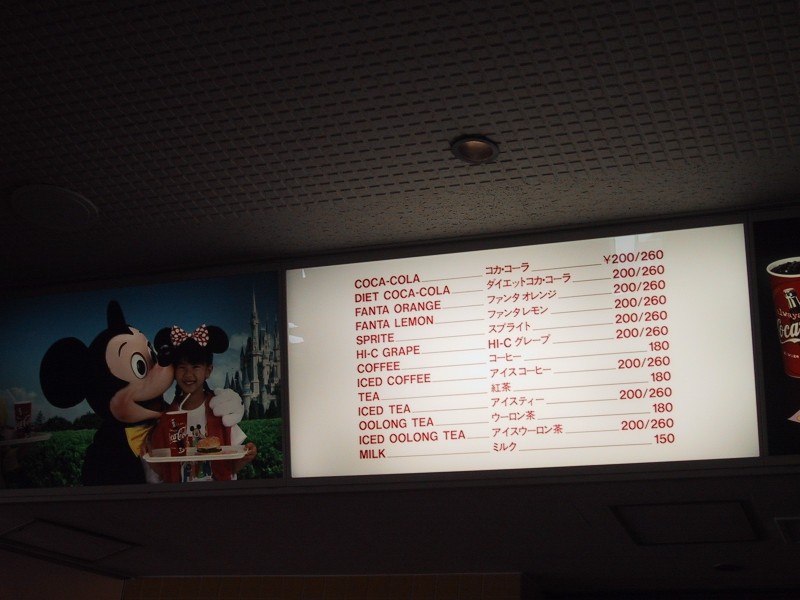 COCA-COLA コカ・コーラ ¥200/260
DIET COCA-COLA ダイエットコカ・コーラ 200/260
FANTA ORANGE ファンタ オレンジ 200/260
FANTA LEMON ファンタ レモン 200/260
SPRITE スプライト 200/260
HI-C GRAPE HI-C グレープ 200/260
COFFEE コーヒー 180
ICED COFFEE アイス コーヒー 200/260
TEA 紅茶 180
ICED TEA アイスティー 200/260
OOLONG TEA ウーロン茶 180
ICED OOLONG TEA アイスウーロン茶 200/260
MILK ミルク 150